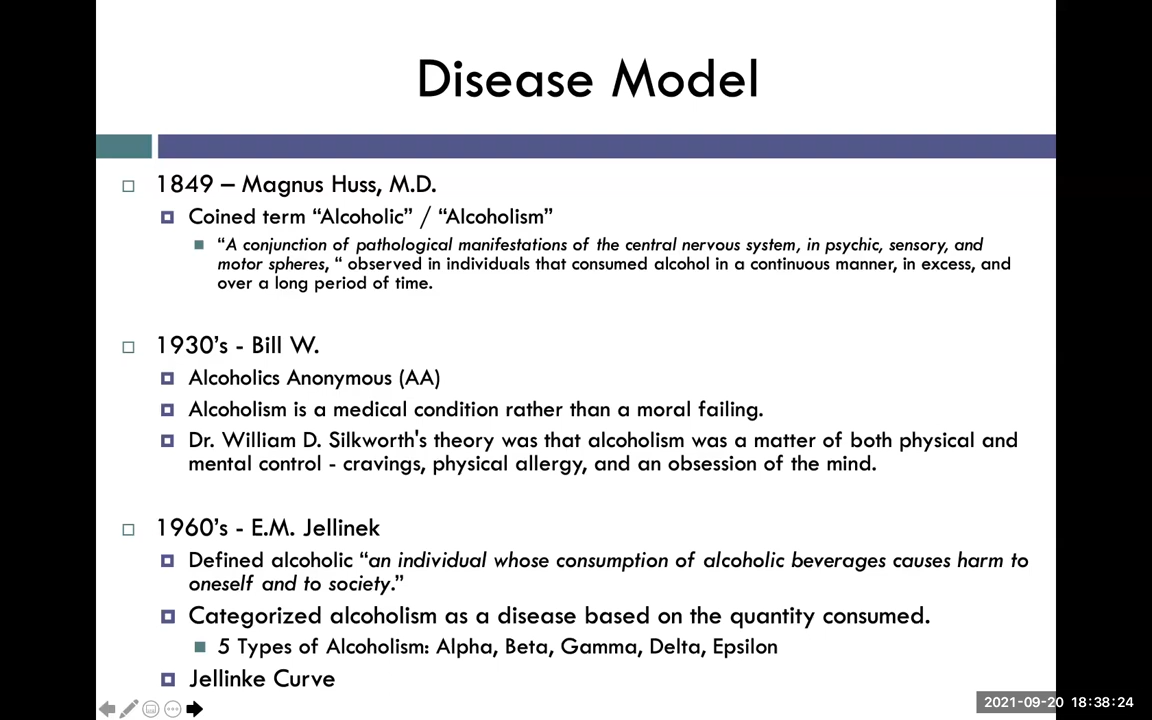 Disease Model
1849 – Magnus Huss, M.D.
Coined term “Alcoholic” / “Alcoholism”
“A conjunction of pathological manifestations of the central nervous system, in psychic, sensory, and
motor spheres, “ observed in individuals that consumed alcohol in a continuous manner, in excess, and
over a long period of time.
1930’s - Bill W.
Alcoholics Anonymous (AA)
Alcoholism is a medical condition rather than a moral failing.
Dr. William D. Silkworth's theory was that alcoholism was a matter of both physical and
mental control - cravings, physical allergy, and an obsession of the mind.
1960’s - E.M. Jellinek
Defined alcoholic “an individual whose consumption of alcoholic beverages causes harm to
oneself and to society.”
Categorized alcoholism as a disease based on the quantity consumed.
5 Types of Alcoholism: Alpha, Beta, Gamma, Delta, Epsilon
Jellinke Curve
2021-09-20 18:38:24